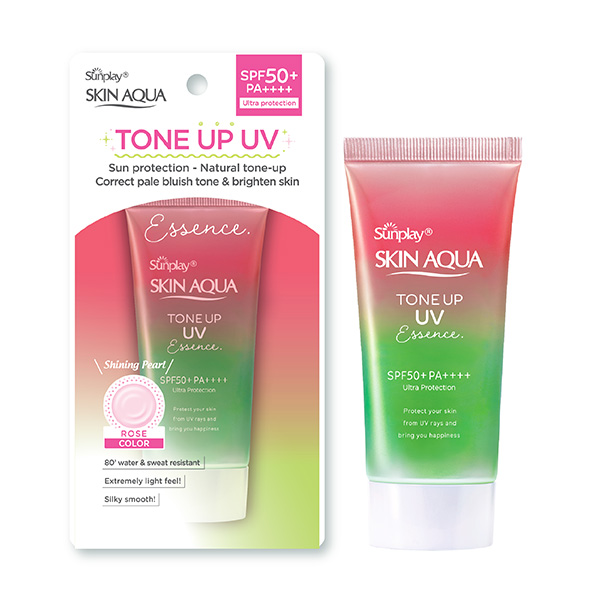 Sunplay®
SKIN AQUA
SPF50+
PA++++
Ultra protection
TONE UP UV
Sun protection - Natural tone-up
Correct pale bluish tone & brighten skin
Essence.
Sunplay®
SKIN AQUA
TONE UP
UV
Essence.
SPF50+PA++++
Ultra Protection
Protect your skin
from UV rays and
bring you happiness
Shining Pearl
ROSE
COLOR
80' water & sweat resistant
Extremely light feel!
Silky smooth!
Sunplay®
SKIN AQUA
TONE UP
UV
Essence.
SPF50+PA++++
Ultra Protection
Protect your skin
from UV rays and
bring you happiness